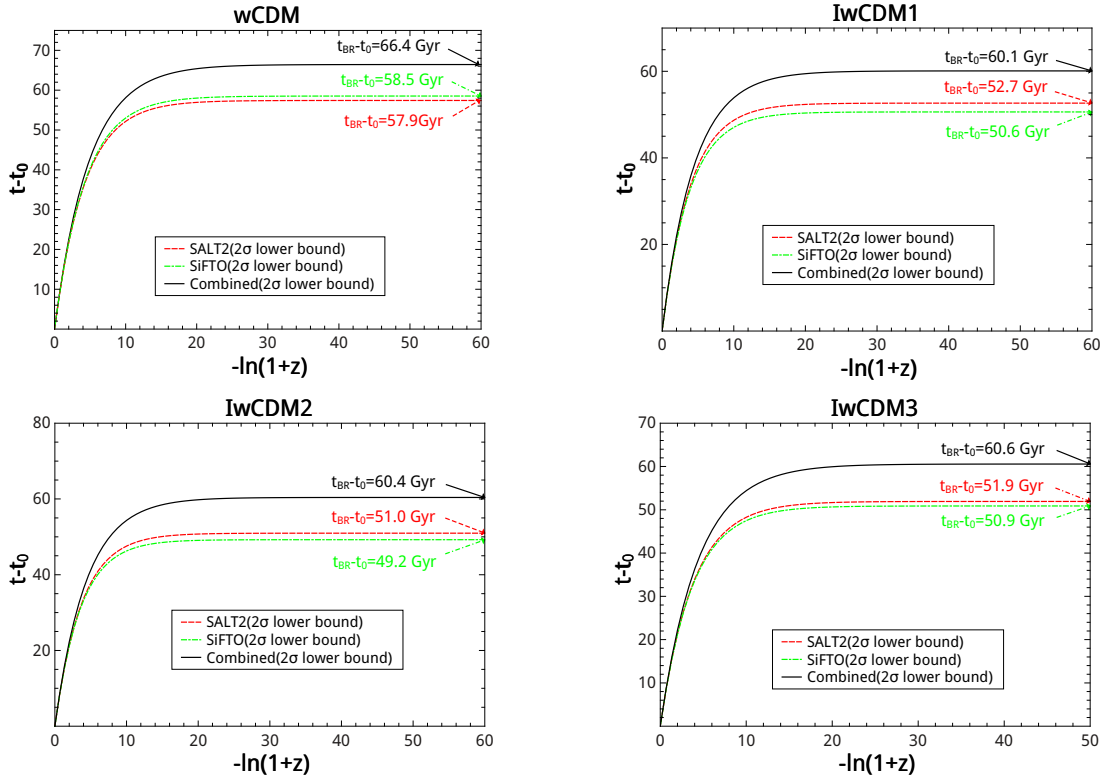 wCDM
t_BR-t_0=66.4 Gyr
t_BR-t_0=58.5 Gyr
t_BR-t_0=57.9Gyr
70
60
50
40
30
20
10
t-t_0
SALT2(2σ lower bound)
SiFTO(2σ lower bound)
Combined(2σ lower bound)
0 10 20 30 40 50 60
-ln(1+z)
IwCDM1
t_BR-t_0=60.1 Gyr
t_BR-t_0=52.7 Gyr
t_BR-t_0=50.6 Gyr
60
40
20
0
t-t_0
SALT2(2σ lower bound)
SiFTO(2σ lower bound)
Combined(2σ lower bound)
0 10 20 30 40 50 60
-ln(1+z)
IwCDM2
t_BR-t_0=60.4 Gyr
t_BR-t_0=51.0 Gyr
t_BR-t_0=49.2 Gyr
80
60
40
20
t-t_0
SALT2(2σ lower bound)
SiFTO(2σ lower bound)
Combined(2σ lower bound)
0 10 20 30 40 50 60
-ln(1+z)
IwCDM3
t_BR-t_0=60.6 Gyr
t_BR-t_0=51.9 Gyr
t_BR-t_0=50.9 Gyr
70
60
50
40
30
20
10
0
t-t_0
SALT2(2σ lower bound)
SiFTO(2σ lower bound)
Combined(2σ lower bound)
0 10 20 30 40 50
-ln(1+z)